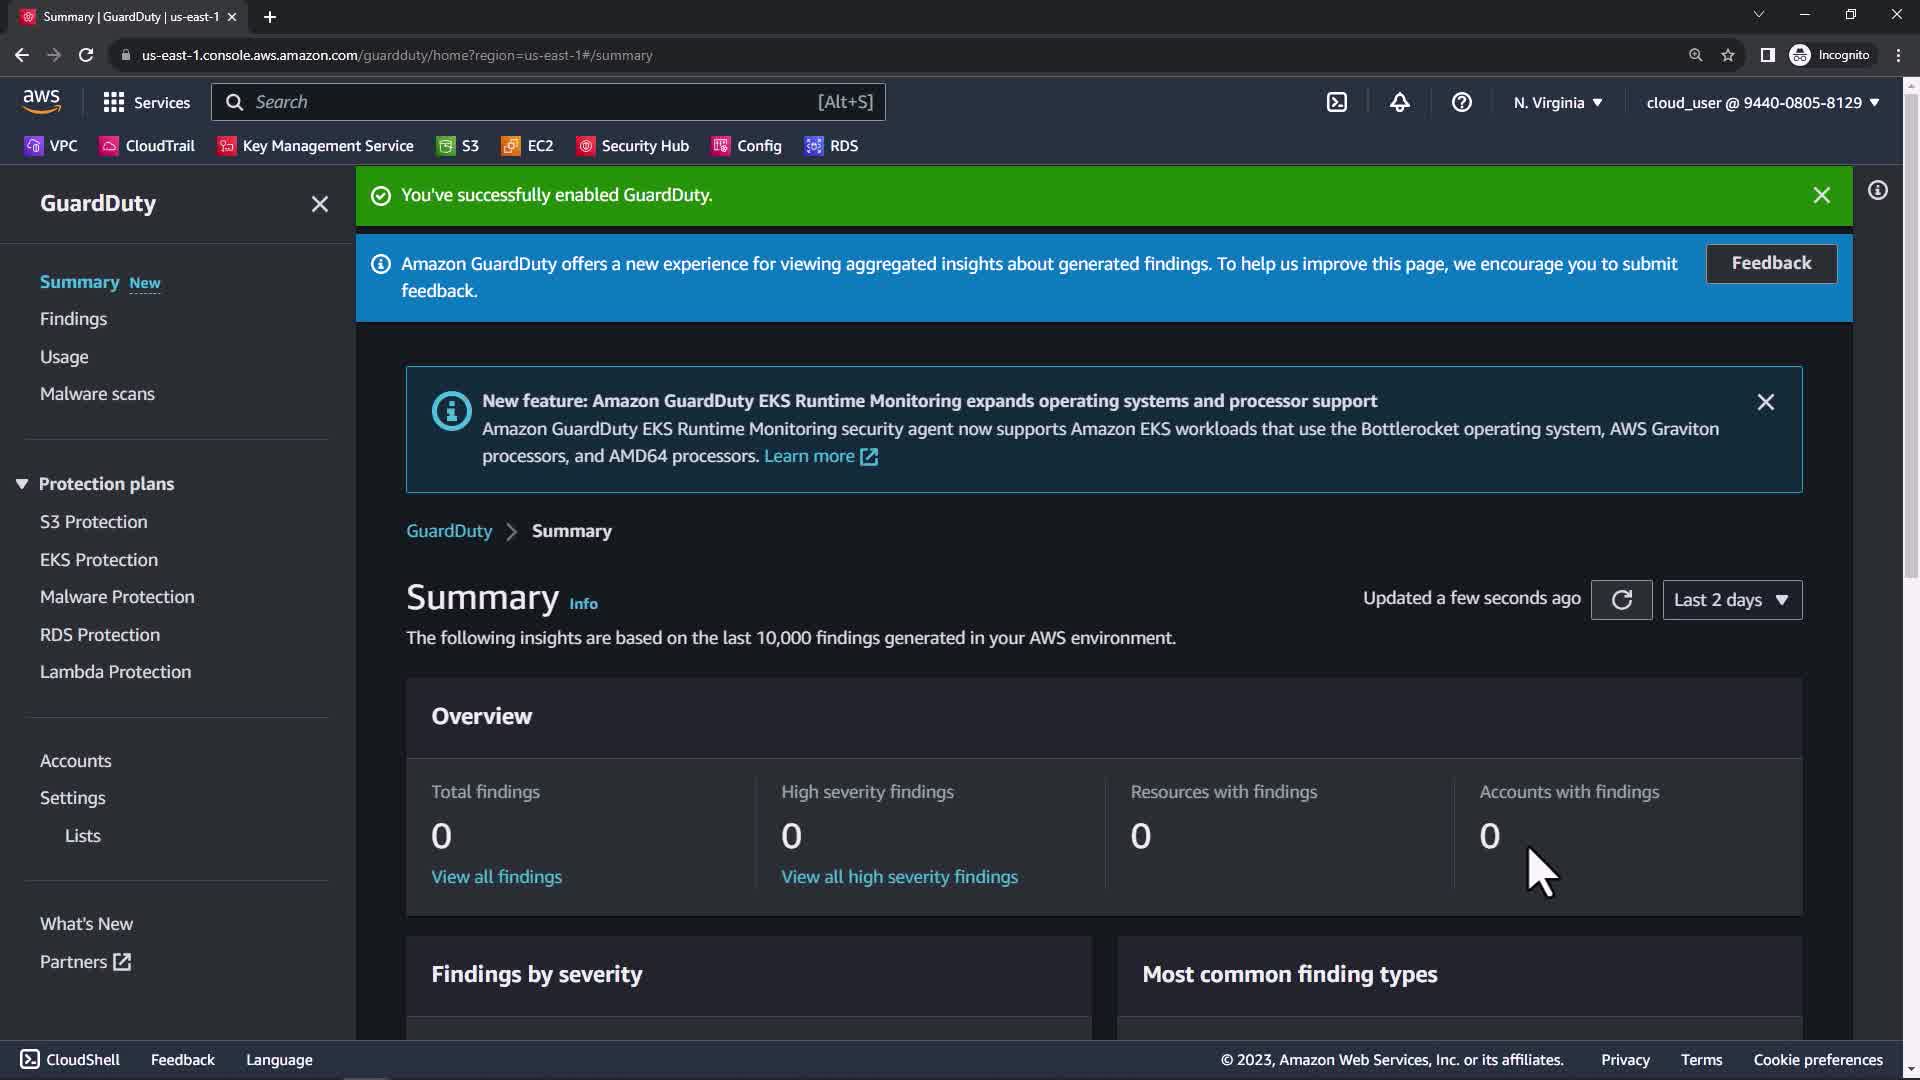 Summary | GuardDuty | us-east-1
us-east-1.console.aws.amazon.com/guardduty/home?region=us-east-1#/summary
Incognito
aws
Services
Search
[Alt+S]
N. Virginia
cloud_user @ 9440-0805-8129
VPC
CloudTrail
Key Management Service
S3
EC2
Security Hub
Config
RDS
GuardDuty
Summary New
Findings
Usage
Malware scans
Protection plans
S3 Protection
EKS Protection
Malware Protection
RDS Protection
Lambda Protection
Accounts
Settings
Lists
What's New
Partners
You've successfully enabled GuardDuty.
Amazon GuardDuty offers a new experience for viewing aggregated insights about generated findings. To help us improve this page, we encourage you to submit
feedback.
Feedback
New feature: Amazon GuardDuty EKS Runtime Monitoring expands operating systems and processor support
Amazon GuardDuty EKS Runtime Monitoring security agent now supports Amazon EKS workloads that use the Bottlerocket operating system, AWS Graviton
processors, and AMD64 processors. Learn more
GuardDuty
Summary
Summary Info
Updated a few seconds ago
Last 2 days
The following insights are based on the last 10,000 findings generated in your AWS environment.
Overview
Total findings
0
View all findings
High severity findings
0
View all high severity findings
Resources with findings
0
Accounts with findings
0
Findings by severity
Most common finding types
CloudShell
Feedback
Language
© 2023, Amazon Web Services, Inc. or its affiliates.
Privacy
Terms
Cookie preferences